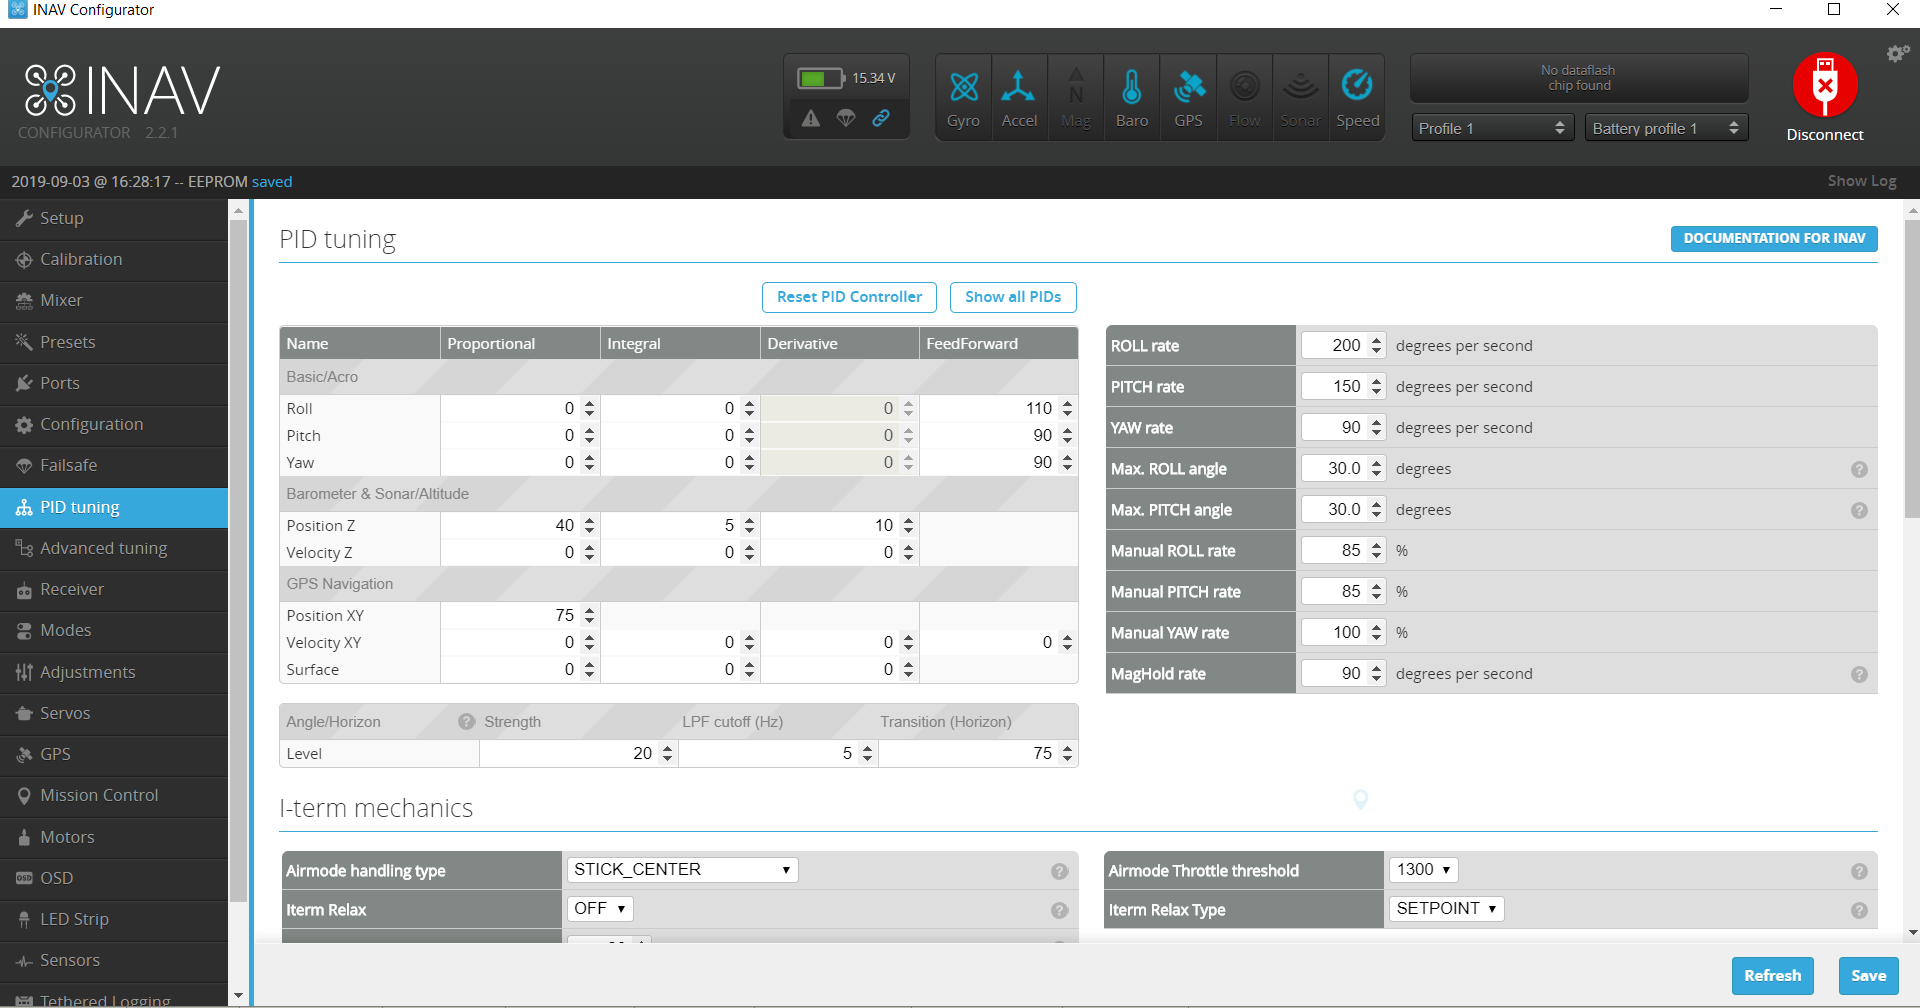 INAV Configurator
INAV
CONFIGURATOR 2.2.1
15.34 V
Gyro Accel Mag Baro GPS Flow Sonar Speed
No dataflash
chip found
Profile 1 Battery profile 1
Disconnect
2019-09-03 @ 16:28:17 -- EEPROM saved
Show Log
Setup
Calibration
Mixer
Presets
Ports
Configuration
Failsafe
PID tuning
Advanced tuning
Receiver
Modes
Adjustments
Servos
GPS
Mission Control
Motors
OSD
LED Strip
Sensors
Tethered Logging
PID tuning
DOCUMENTATION FOR INAV
Reset PID Controller Show all PIDs
Name Proportional Integral Derivative FeedForward
Basic/Acro
Roll 0 0 0 110
Pitch 0 0 0 90
Yaw 0 0 0 90
Barometer & Sonar/Altitude
Position Z 40 5 10
Velocity Z 0 0 0
GPS Navigation
Position XY 75
Velocity XY 0 0 0 0
Surface 0 0 0
Angle/Horizon ? Strength LPF cutoff (Hz) Transition (Horizon)
Level 20 5 75
ROLL rate 200 degrees per second
PITCH rate 150 degrees per second
YAW rate 90 degrees per second
Max. ROLL angle 30.0 degrees ?
Max. PITCH angle 30.0 degrees ?
Manual ROLL rate 85 %
Manual PITCH rate 85 %
Manual YAW rate 100 %
MagHold rate 90 degrees per second ?
I-term mechanics
Airmode handling type STICK_CENTER ?
Iterm Relax OFF ?
Airmode Throttle threshold 1300 ?
Iterm Relax Type SETPOINT ?
Refresh Save